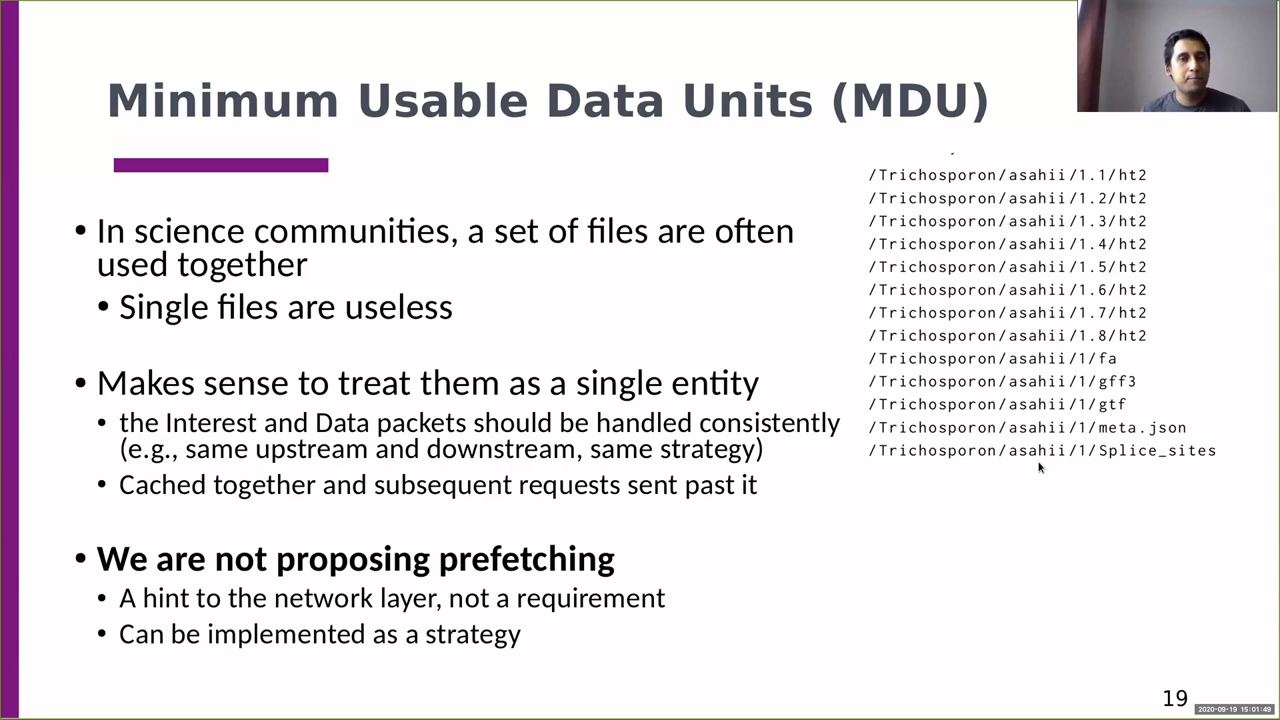 Minimum Usable Data Units (MDU)
• In science communities, a set of files are often
used together
• Single files are useless
• Makes sense to treat them as a single entity
• the Interest and Data packets should be handled consistently
(e.g., same upstream and downstream, same strategy)
• Cached together and subsequent requests sent past it
• We are not proposing prefetching
• A hint to the network layer, not a requirement
• Can be implemented as a strategy
/Trichosporon/asahii/1.1/ht2
/Trichosporon/asahii/1.2/ht2
/Trichosporon/asahii/1.3/ht2
/Trichosporon/asahii/1.4/ht2
/Trichosporon/asahii/1.5/ht2
/Trichosporon/asahii/1.6/ht2
/Trichosporon/asahii/1.7/ht2
/Trichosporon/asahii/1.8/ht2
/Trichosporon/asahii/1/fa
/Trichosporon/asahii/1/gff3
/Trichosporon/asahii/1/gtf
/Trichosporon/asahii/1/meta.json
/Trichosporon/asahii/1/Splice_sites
19
2020-09-19 15:01:49